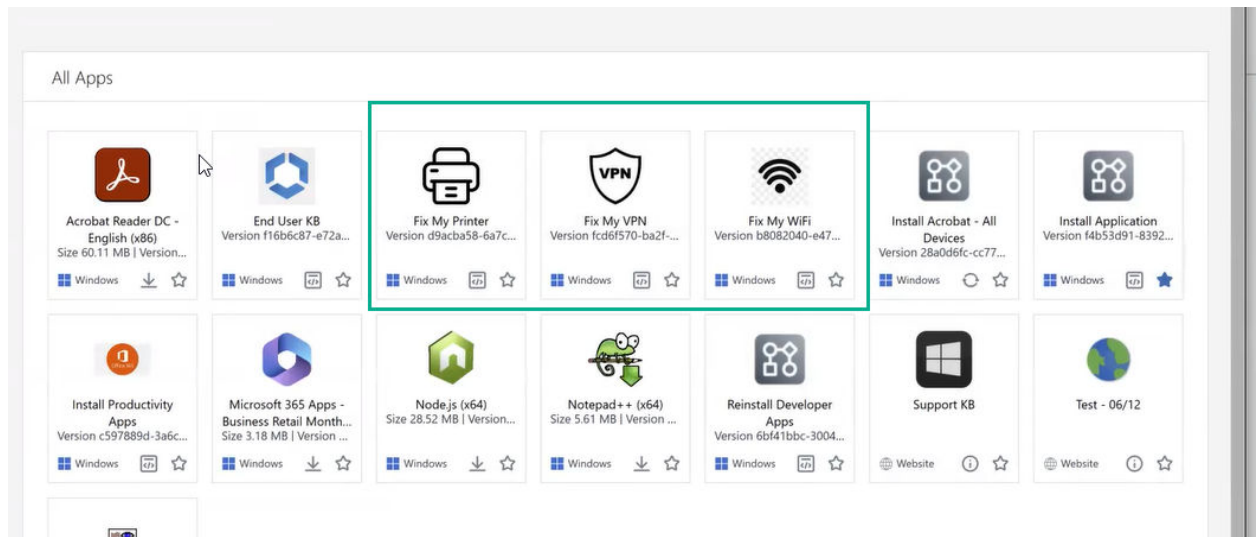 All Apps
Acrobat Reader DC -
English (x86)
Size 60.11 MB | Version...
Windows
End User KB
Version f16b6c87-e72a...
Windows
Fix My Printer
Version d9acba58-6a7c...
Windows
VPN
Fix My VPN
Version fcd6f570-ba2f-...
Windows
Fix My WiFi
Version b8082040-e47...
Windows
Install Acrobat - All
Devices
Version 28a0d6fc-cc77...
Windows
Install Application
Version f4b53d91-8392...
Windows
Install Productivity
Apps
Version c597889d-3a6c...
Windows
Microsoft 365 Apps -
Business Retail Month...
Size 3.18 MB | Version ...
Windows
Node.js (x64)
Size 28.52 MB | Version...
Windows
Notepad++ (x64)
Size 5.61 MB | Version ...
Windows
Reinstall Developer
Apps
Version 6bf41bbc-3004...
Windows
Support KB
Website
Test - 06/12
Website